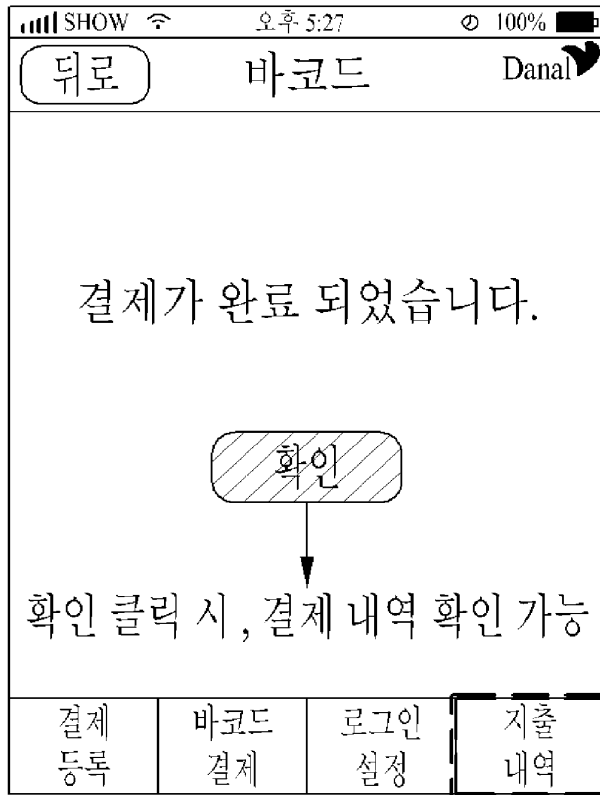 SHOW 오후 5:27 100%
뒤로 바코드 Danal
결제가 완료 되었습니다.
확인
확인 클릭 시, 결제 내역 확인 가능
결제 바코드 로그인 지출
등록 결제 설정 내역